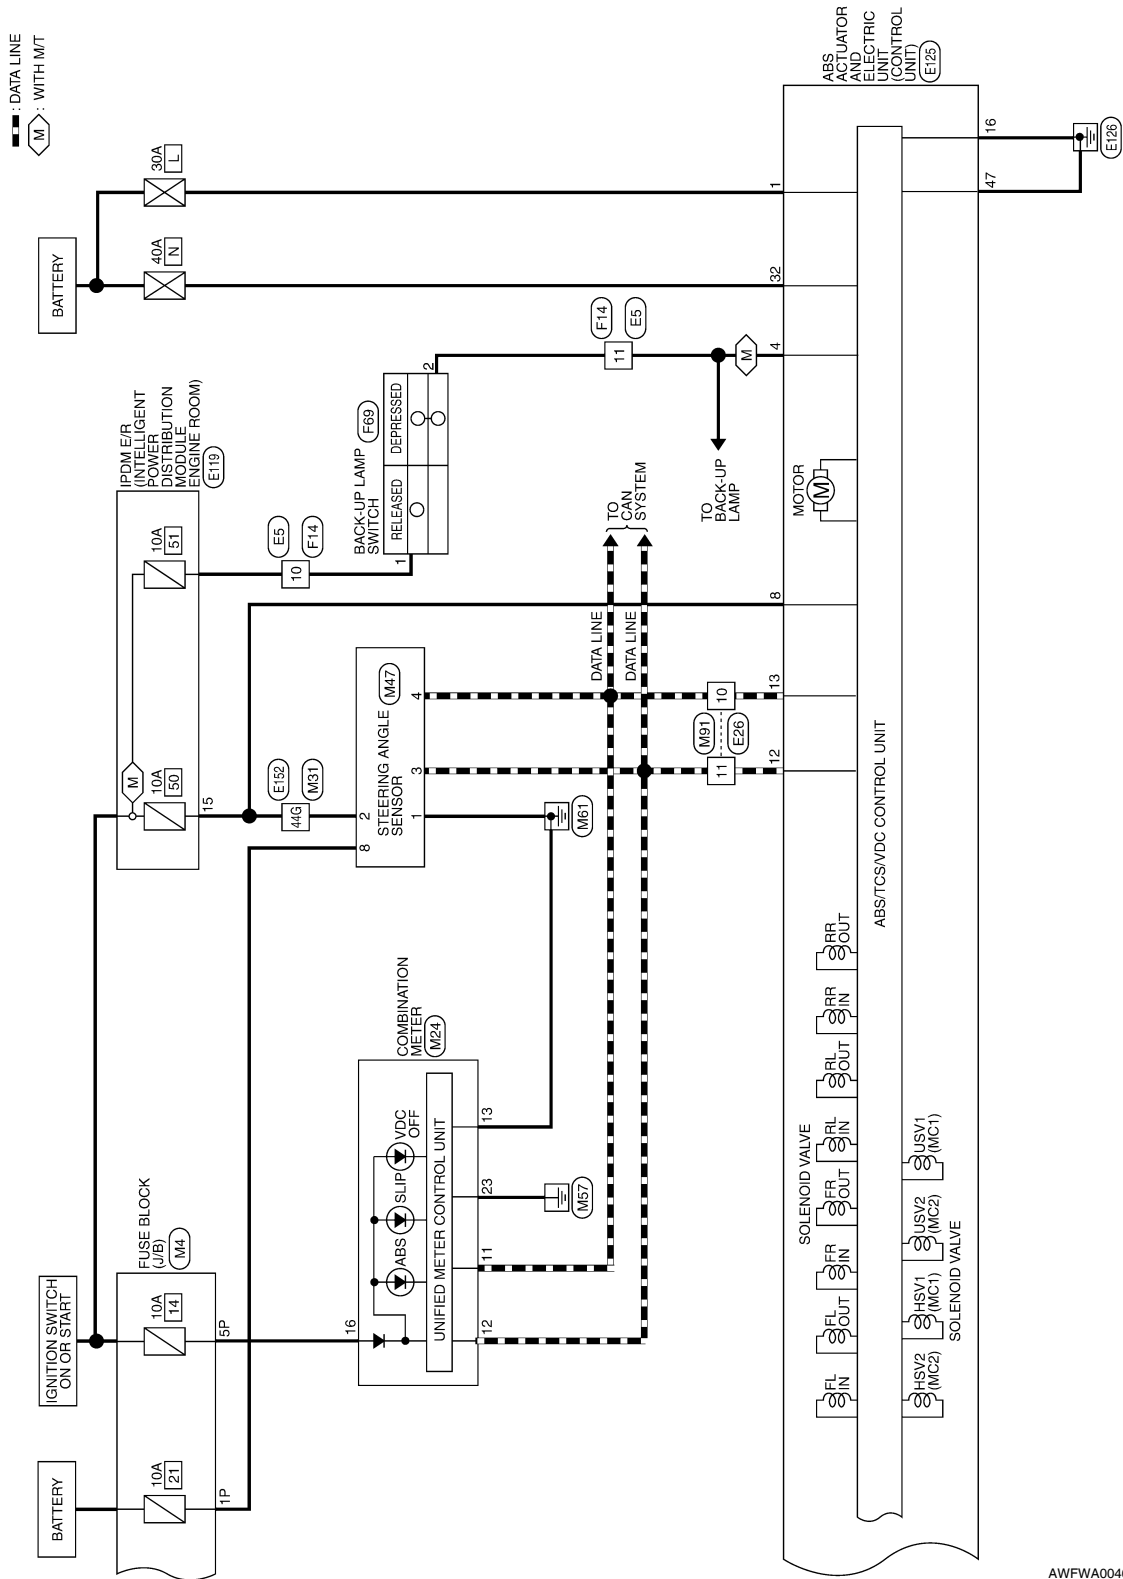 BATTERY
IGNITION SWITCH
ON OR START
10A
21
1P
10A
14
5P
FUSE BLOCK
(J/B)
M4
IPDM E/R
(INTELLIGENT
POWER
DISTRIBUTION
MODULE
ENGINE ROOM)
E119
M
10A
50
15
10A
51
BATTERY
40A
N
30A
L
: DATA LINE
M : WITH M/T
E152
44G
M31
E5
10
F14
BACK-UP LAMP
SWITCH
F69
RELEASED
DEPRESSED
1
2
COMBINATION
METER
M24
16
ABS
SLIP
VDC
OFF
UNIFIED METER CONTROL UNIT
12
11
23
13
8
2
STEERING ANGLE
SENSOR
M47
1
3
4
M57
M61
DATA LINE
DATA LINE
TO
CAN
SYSTEM
F14
11
E5
M91
11
10
E26
TO
BACK-UP
LAMP
M
12
13
8
4
32
1
ABS
ACTUATOR
AND
ELECTRIC
UNIT
(CONTROL
UNIT)
E125
SOLENOID VALVE
FL
IN
FL
OUT
FR
IN
FR
OUT
RL
IN
RL
OUT
RR
IN
RR
OUT
MOTOR
M
ABS/TCS/VDC CONTROL UNIT
HSV2
(MC2)
HSV1
(MC1)
USV2
(MC2)
USV1
(MC1)
SOLENOID VALVE
47
16
E126